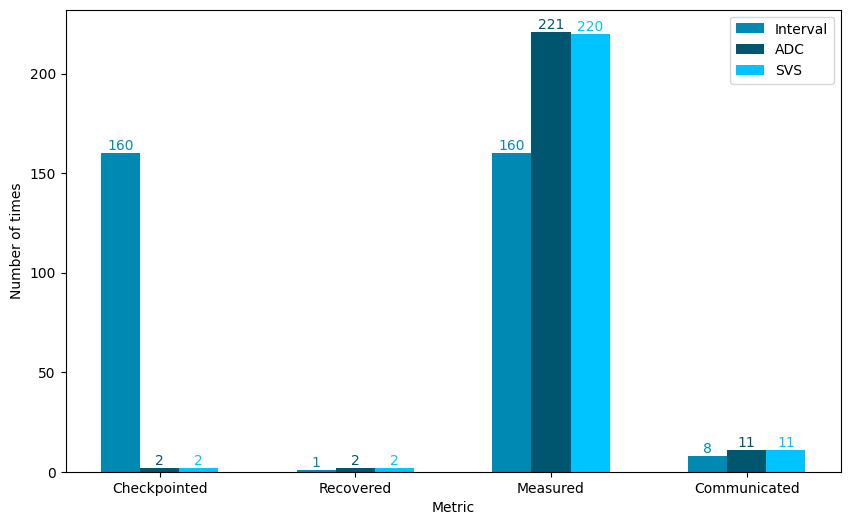 Interval
ADC
SVS
Number of times
200
150
100
50
0
160
2
2
1
2
2
160
221
220
8
11
11
Checkpointed
Recovered
Measured
Communicated
Metric